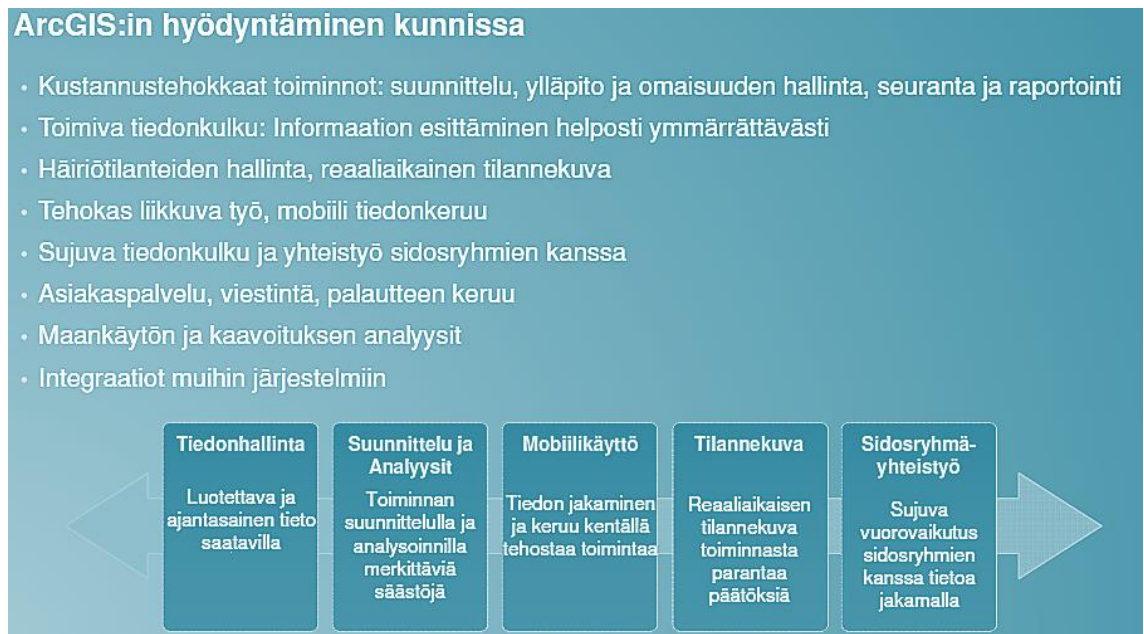 ArcGIS:in hyödyntäminen kunnissa
• Kustannustehokkaat toiminnot: suunnittelu, ylläpito ja omaisuuden hallinta, seuranta ja raportointi
• Toimiva tiedonkulku: Informaation esittäminen helposti ymmärrättävästi
• Häiriötilanteiden hallinta, reaaliaikainen tilannekuva
• Tehokas liikkuva työ, mobiili tiedonkeruu
• Sujuva tiedonkulku ja yhteistyö sidosryhmien kanssa
• Asiakaspalvelu, viestintä, palautteen keruu
• Maankäytön ja kaavoituksen analyysit
• Integraatiot muihin järjestelmiin
Tiedonhallinta
Luotettava ja
ajantasainen tieto
saatavilla
Suunnittelu ja
Analyysit
Toiminnan
suunnittelulla ja
analysoinnilla
merkittäviä
säästöjä
Mobiilikäyttö
Tiedon jakaminen
ja keruu kentällä
tehostaa toimintaa
Tilannekuva
Reaaliaikaisen
tilannekuva
toiminnasta
parantaa
päätöksiä
Sidosryhmä-
yhteistyö
Sujuva
vuorovaikutus
sidosryhmien
kanssa tietoa
jakamalla